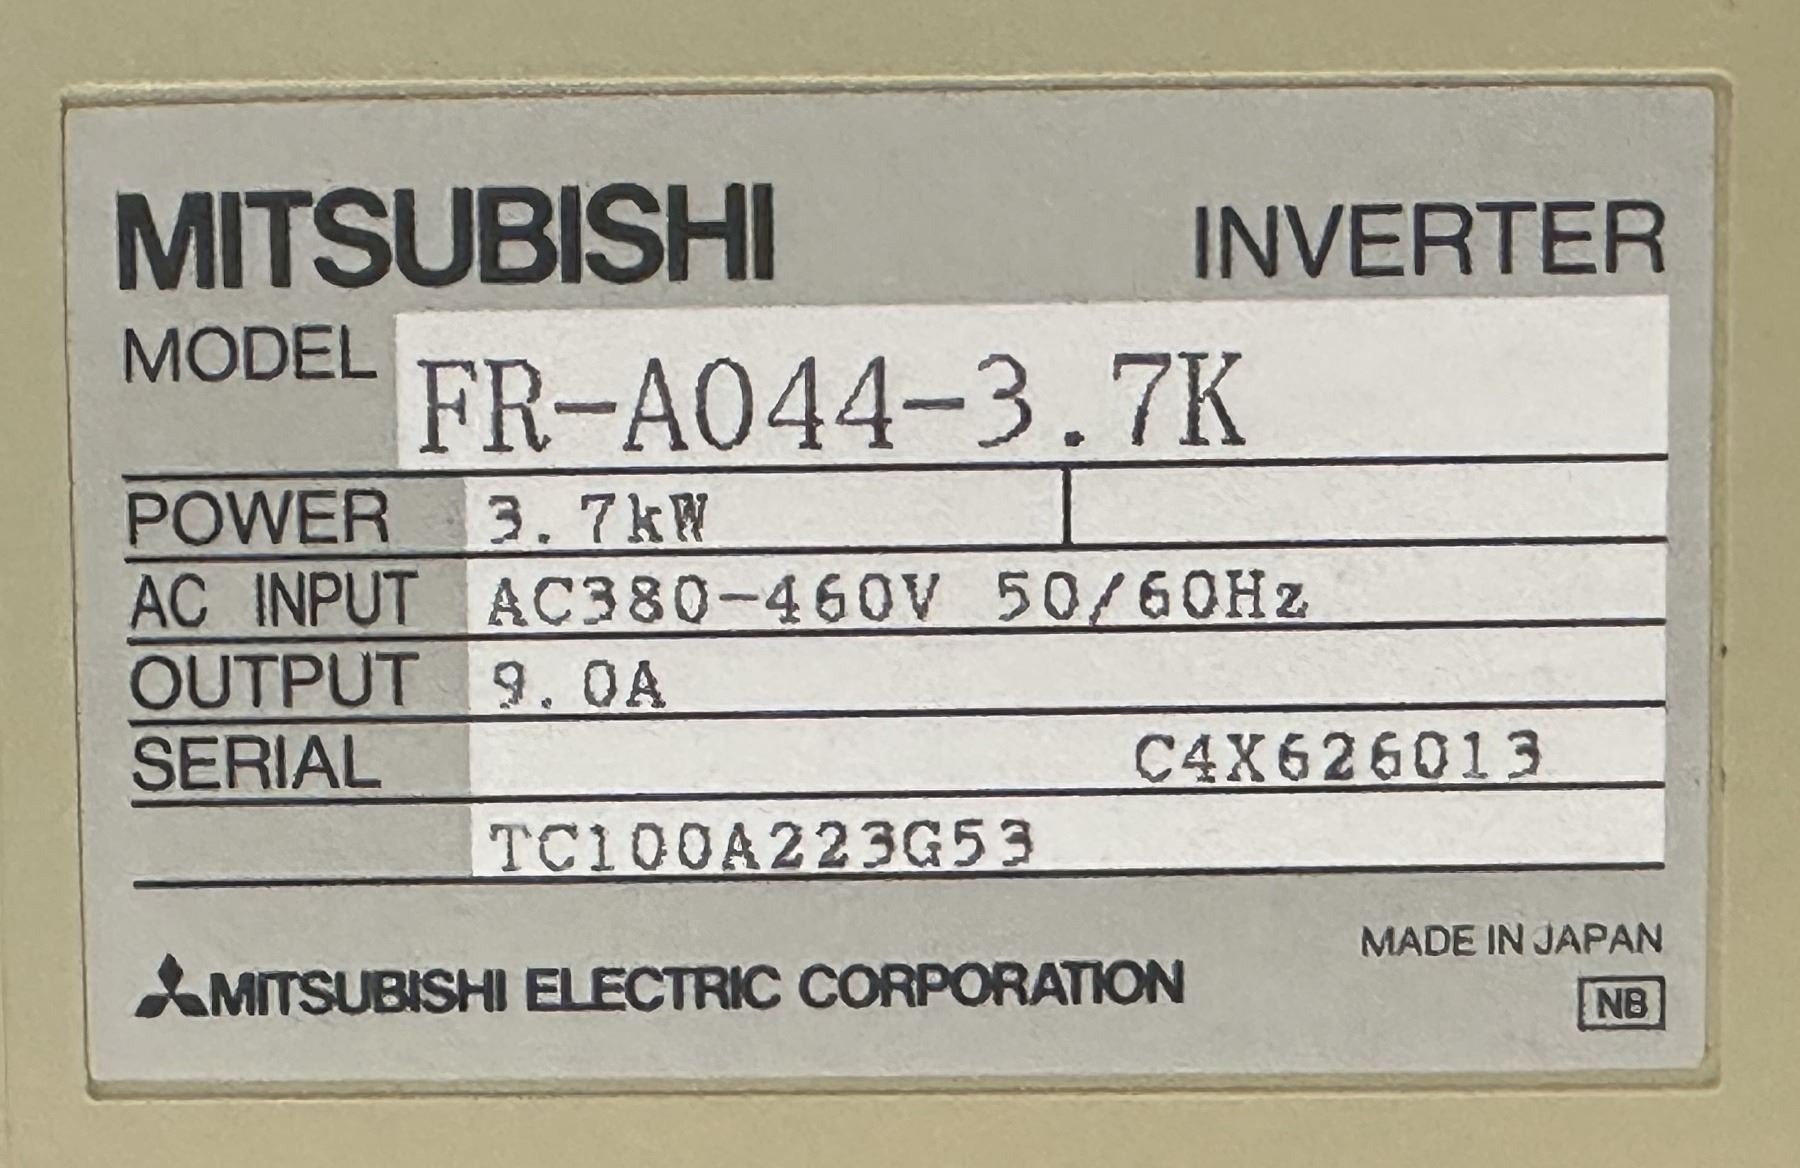 MITSUBISHI INVERTER
MODEL FR-A044-3.7K
POWER 3.7kW
AC INPUT AC380-460V 50/60Hz
OUTPUT 9.0A
SERIAL C4X626013
TC100A223G53
MADE IN JAPAN
MITSUBISHI ELECTRIC CORPORATION
NB